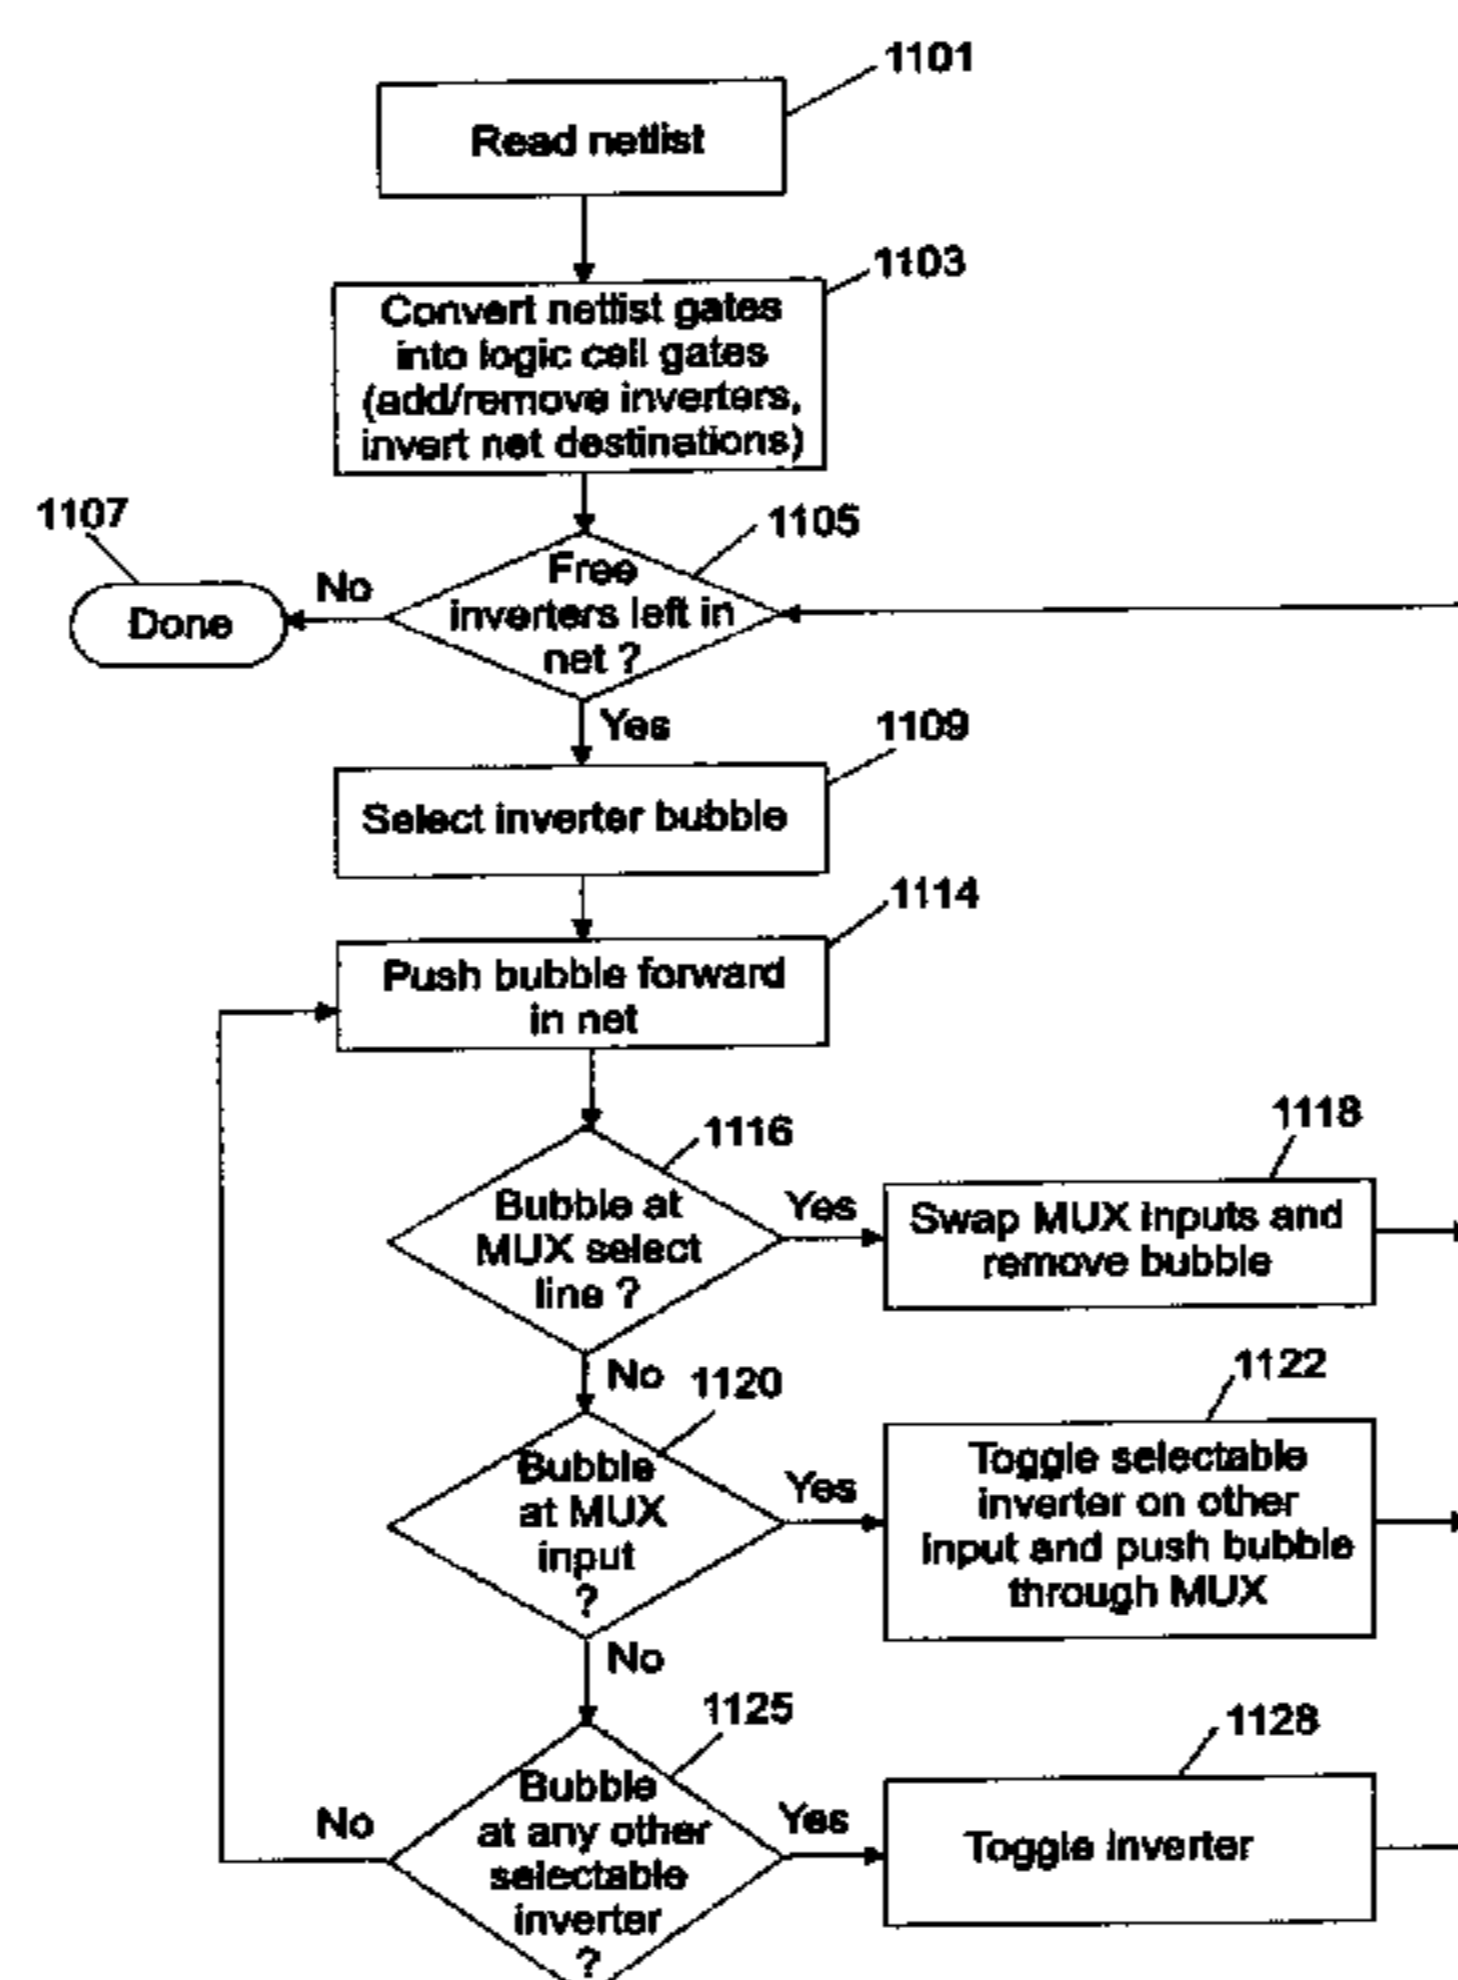 1101
Read netlist
1103
Convert netlist gates
into logic cell gates
(add/remove inverters,
invert net destinations)
1107
1105
Done
No
Free
inverters left in
net ?
Yes
1109
Select inverter bubble
1114
Push bubble forward
in net
1116
1118
Bubble at
MUX select
line ?
Yes
Swap MUX inputs and
remove bubble
No
1120
1122
Bubble
at MUX
input
?
Yes
Toggle selectable
inverter on other
input and push bubble
through MUX
No
1125
1128
Bubble
at any other
selectable
inverter
?
No
Yes
Toggle inverter